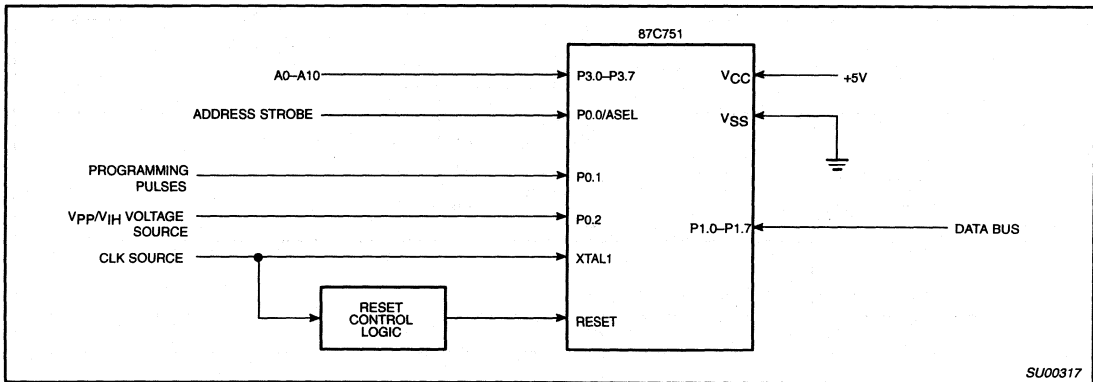 87C751
A0–A10
P3.0–P3.7
VCC
+5V
ADDRESS STROBE
P0.0/ASEL
VSS
PROGRAMMING
PULSES
P0.1
VPP/VIH VOLTAGE
SOURCE
P0.2
P1.0–P1.7
DATA BUS
CLK SOURCE
XTAL1
RESET
CONTROL
LOGIC
RESET
SU00317